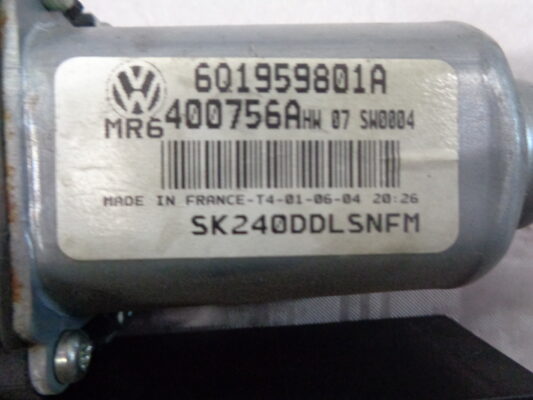 6Q1959801A
MR6 400756A HW 07 SW0004
MADE IN FRANCE-T4-01-06-04 20:26
SK240DDLSNFM